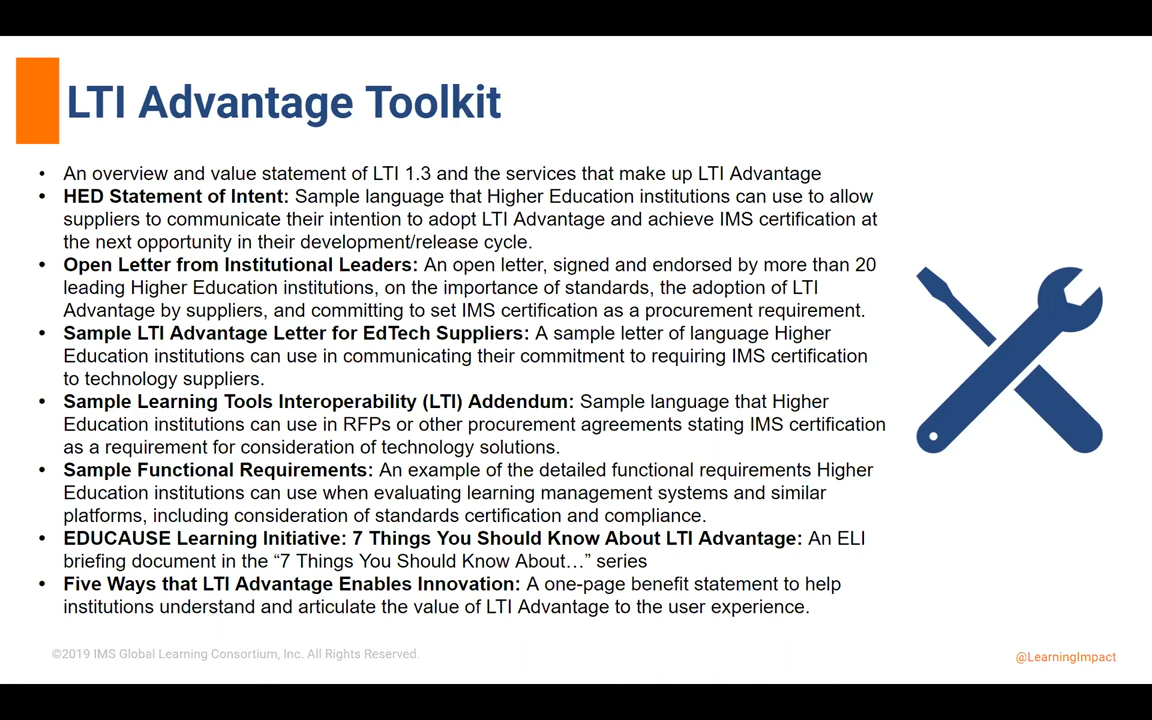 LTI Advantage Toolkit
• An overview and value statement of LTI 1.3 and the services that make up LTI Advantage
• HED Statement of Intent: Sample language that Higher Education institutions can use to allow
suppliers to communicate their intention to adopt LTI Advantage and achieve IMS certification at
the next opportunity in their development/release cycle.
• Open Letter from Institutional Leaders: An open letter, signed and endorsed by more than 20
leading Higher Education institutions, on the importance of standards, the adoption of LTI
Advantage by suppliers, and committing to set IMS certification as a procurement requirement.
• Sample LTI Advantage Letter for EdTech Suppliers: A sample letter of language Higher
Education institutions can use in communicating their commitment to requiring IMS certification
to technology suppliers.
• Sample Learning Tools Interoperability (LTI) Addendum: Sample language that Higher
Education institutions can use in RFPs or other procurement agreements stating IMS certification
as a requirement for consideration of technology solutions.
• Sample Functional Requirements: An example of the detailed functional requirements Higher
Education institutions can use when evaluating learning management systems and similar
platforms, including consideration of standards certification and compliance.
• EDUCAUSE Learning Initiative: 7 Things You Should Know About LTI Advantage: An ELI
briefing document in the “7 Things You Should Know About…” series
• Five Ways that LTI Advantage Enables Innovation: A one-page benefit statement to help
institutions understand and articulate the value of LTI Advantage to the user experience.
©2019 IMS Global Learning Consortium, Inc. All Rights Reserved.
@LearningImpact